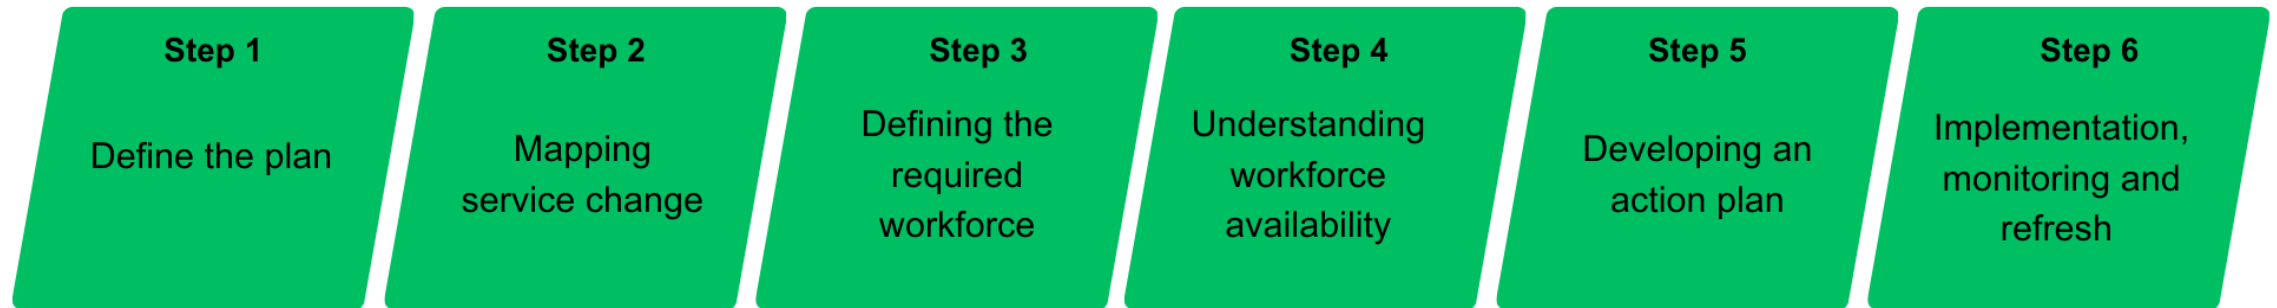 Step 1
Define the plan
Step 2
Mapping
service change
Step 3
Defining the
required
workforce
Step 4
Understanding
workforce
availability
Step 5
Developing an
action plan
Step 6
Implementation,
monitoring and
refresh